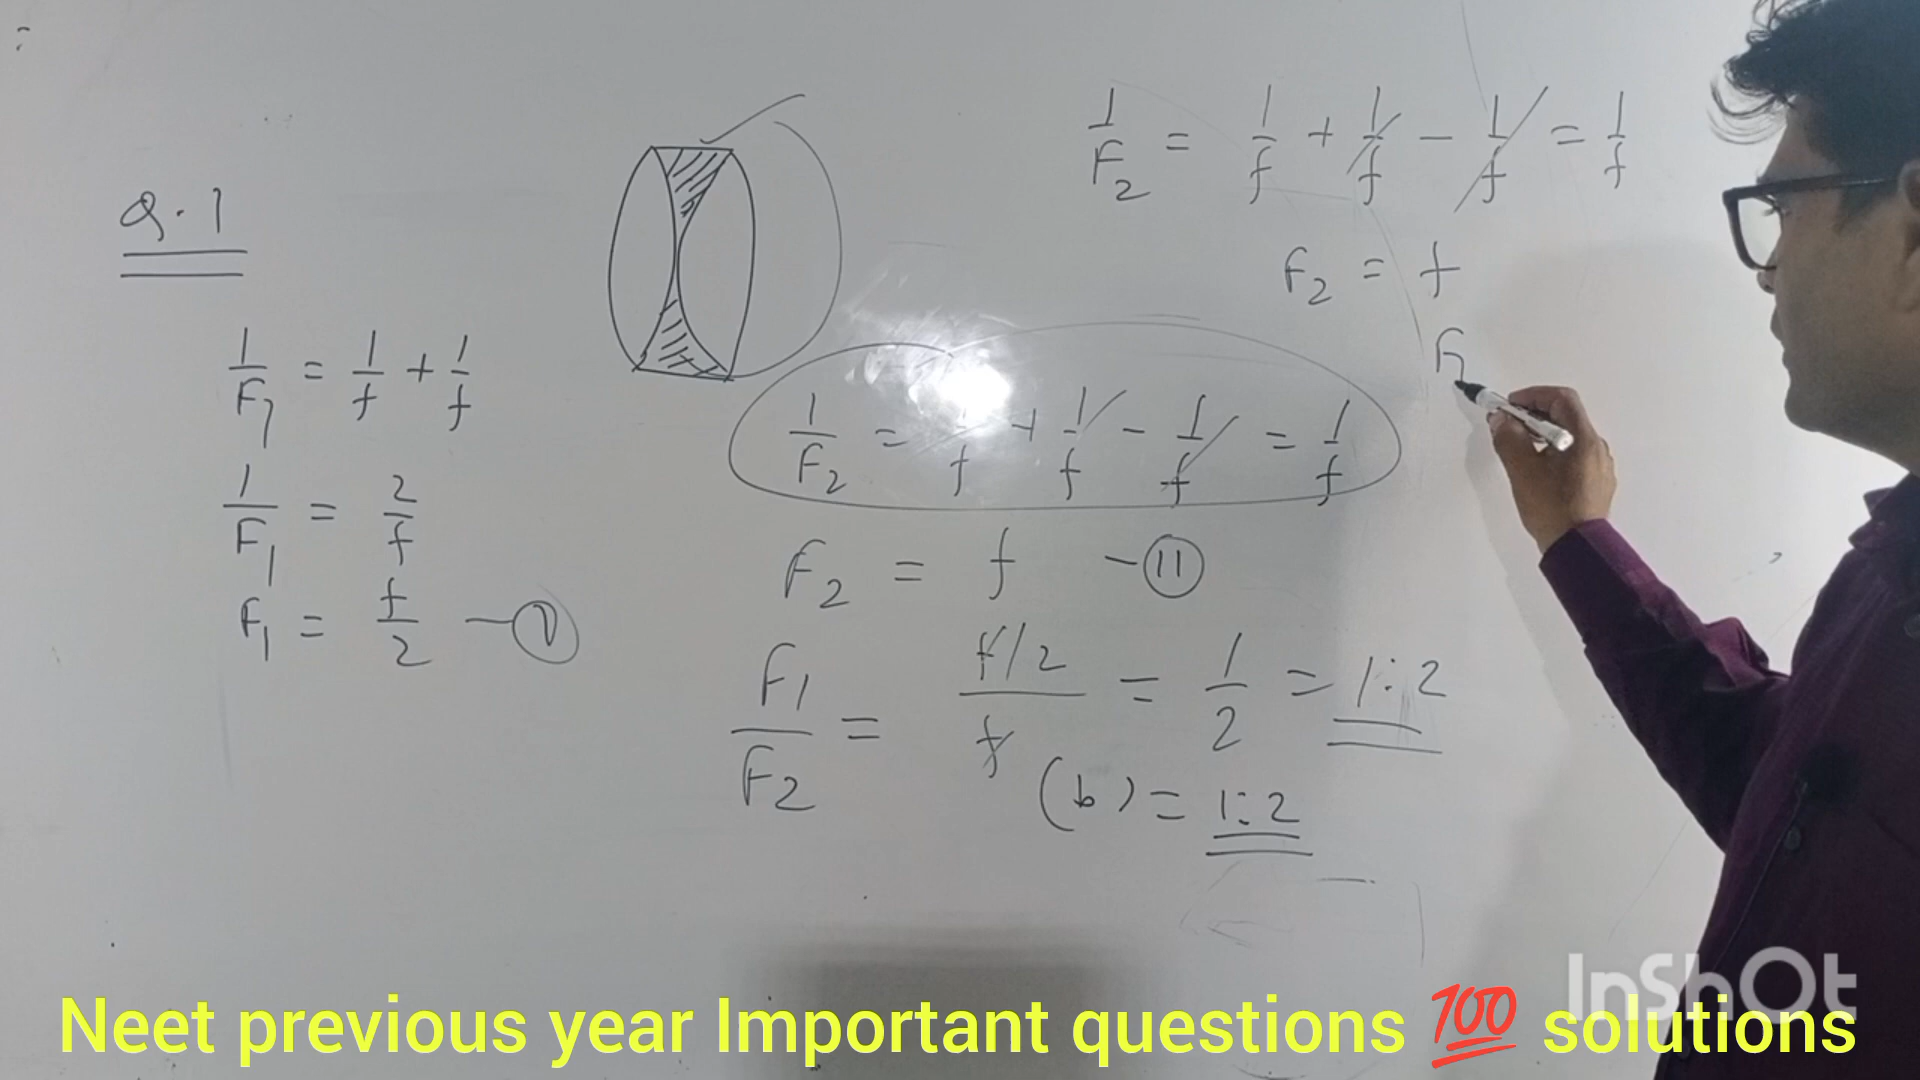 Q.1
1/F1 = 1/f + 1/f
1/F1 = 2/f
F1 = f/2 — (I)
1/F2 = 1/f + 1/f - 1/f = 1/f
F2 = f
F1
1/F2 = 1/f + 1/f - 1/f = 1/f
F2 = f — (II)
F1/F2 = f/2 / f = 1/2 = 1:2
(b) = 1:2
InShOt
Neet previous year Important questions 💯 solutions